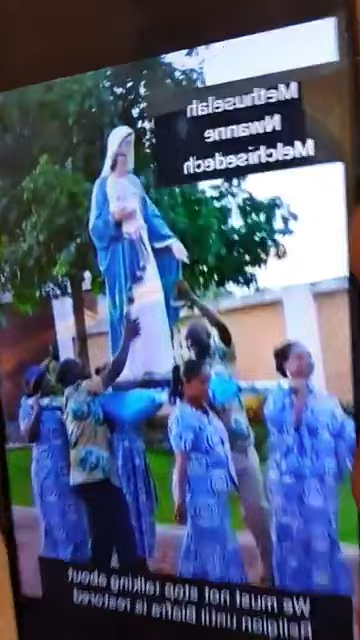 Methuselah
Nwanne
Melchisedech
We must not stop talking about
Religion until Biafra is restored